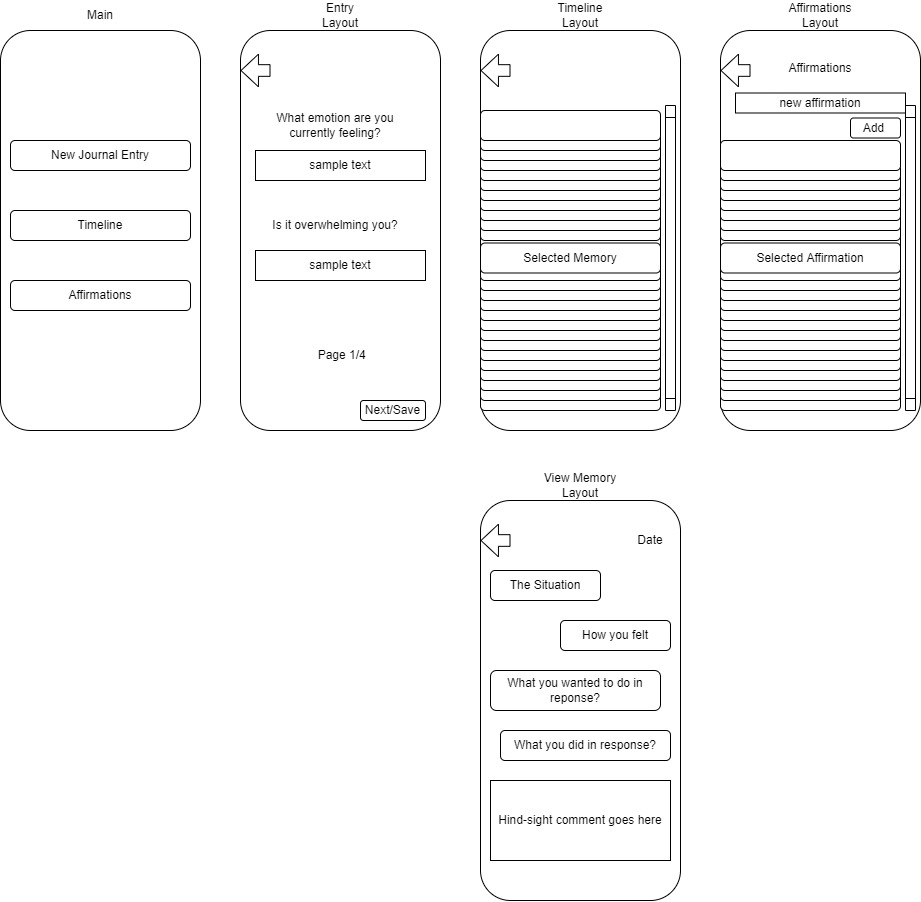 Main
New Journal Entry
Timeline
Affirmations
Entry
Layout
What emotion are you
currently feeling?
sample text
Is it overwhelming you?
sample text
Page 1/4
Next/Save
Timeline
Layout
Selected Memory
Affirmations
Layout
Affirmations
new affirmation
Add
Selected Affirmation
View Memory
Layout
Date
The Situation
How you felt
What you wanted to do in
reponse?
What you did in response?
Hind-sight comment goes here